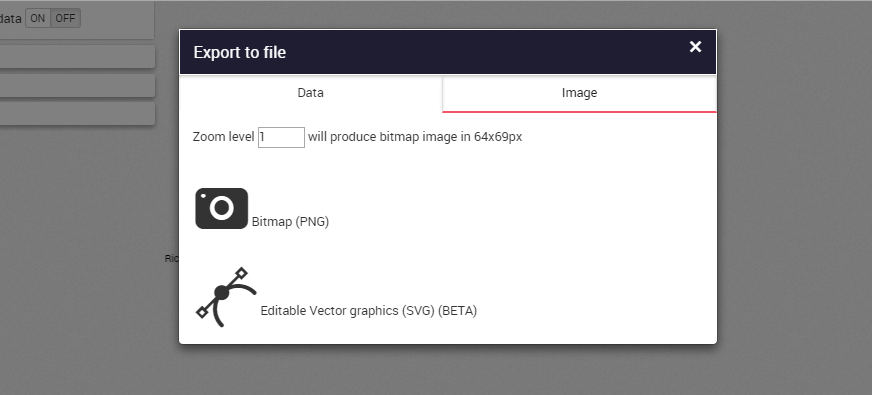 data ON OFF
Export to file
Data Image
Zoom level 1 will produce bitmap image in 64x69px
Bitmap (PNG)
Ric
Editable Vector graphics (SVG) (BETA)